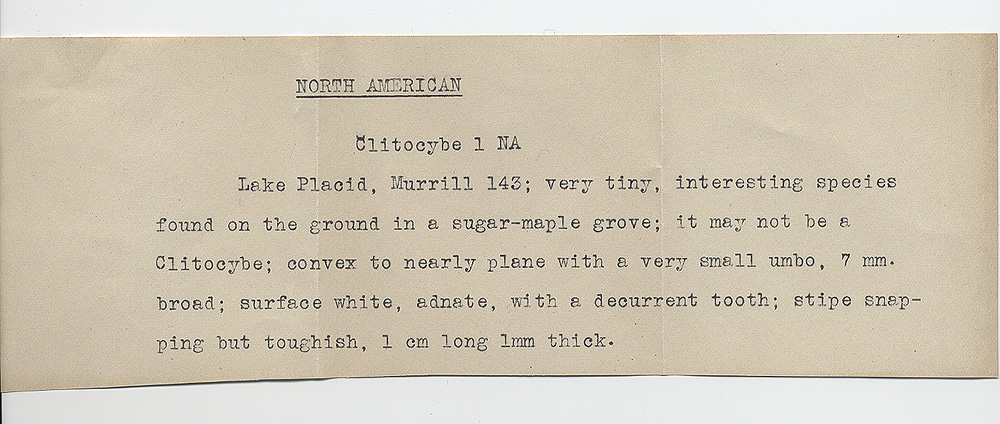 NORTH AMERICAN
Clitocybe 1 NA
Lake Placid, Murrill 143; very tiny, interesting species
found on the ground in a sugar-maple grove; it may not be a
Clitocybe; convex to nearly plane with a very small umbo, 7 mm.
broad; surface white, adnate, with a decurrent tooth; stipe snap-
ping but toughish, 1 cm long 1mm thick.